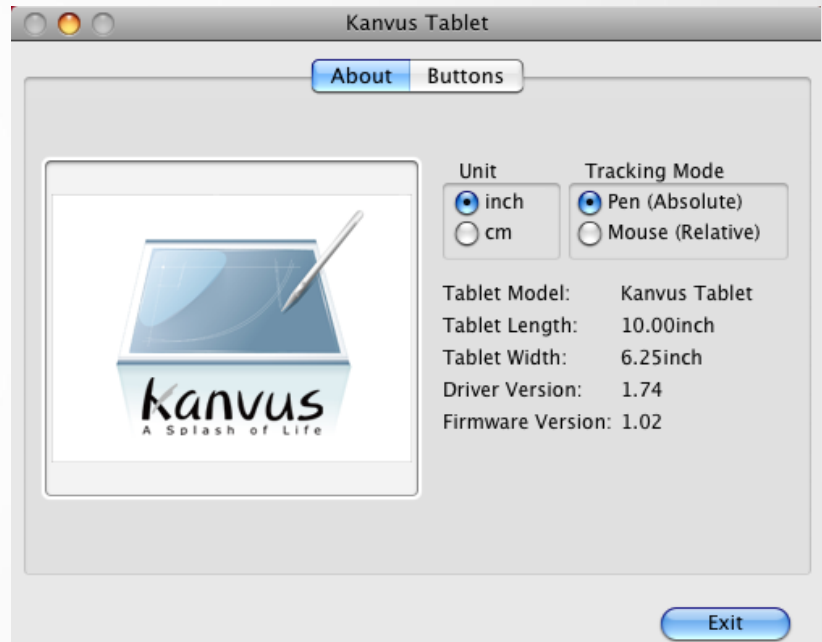 Kanvus Tablet
About Buttons
Unit Tracking Mode
inch Pen (Absolute)
cm Mouse (Relative)
Tablet Model: Kanvus Tablet
Tablet Length: 10.00inch
Tablet Width: 6.25inch
Driver Version: 1.74
Firmware Version: 1.02
kanvus
A Splash of Life
Exit